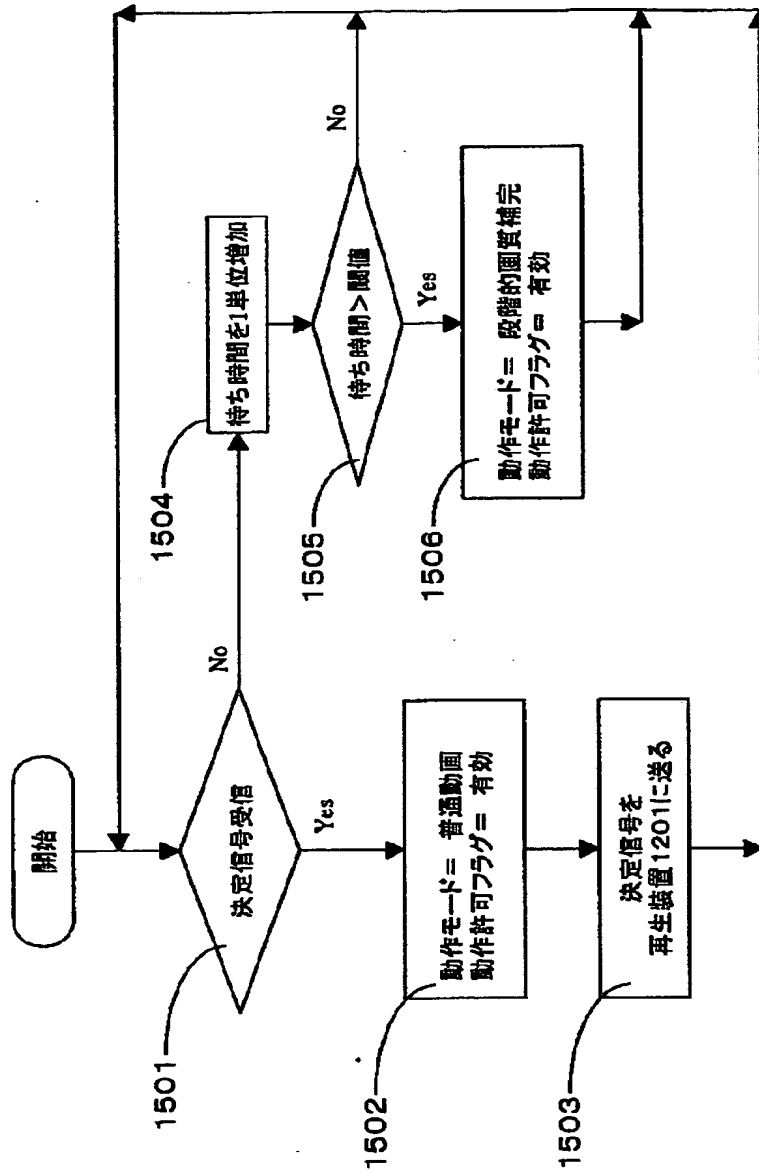 開始
1501
決定信号受信
No
Yes
1502
動作モード= 普通動画
動作許可フラグ= 有効
1503
決定信号を
再生装置1201に送る
1504
待ち時間を1単位増加
1505
待ち時間>閾値
No
Yes
1506
動作モード= 段階的画質補完
動作許可フラグ= 有効